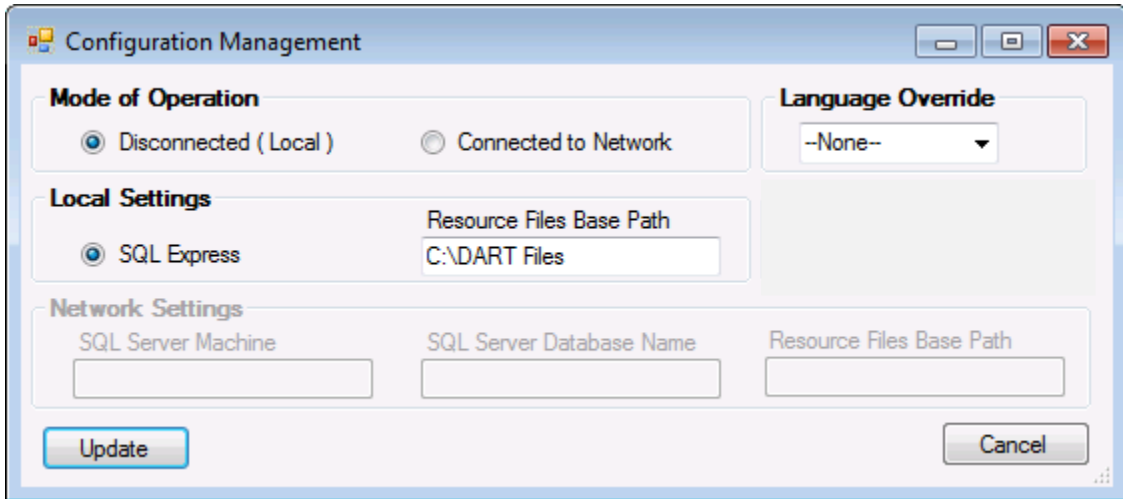 Configuration Management
Mode of Operation
Disconnected ( Local )
Connected to Network
Language Override
--None--
Local Settings
SQL Express
Resource Files Base Path
C:\DART Files
Network Settings
SQL Server Machine
SQL Server Database Name
Resource Files Base Path
Update
Cancel